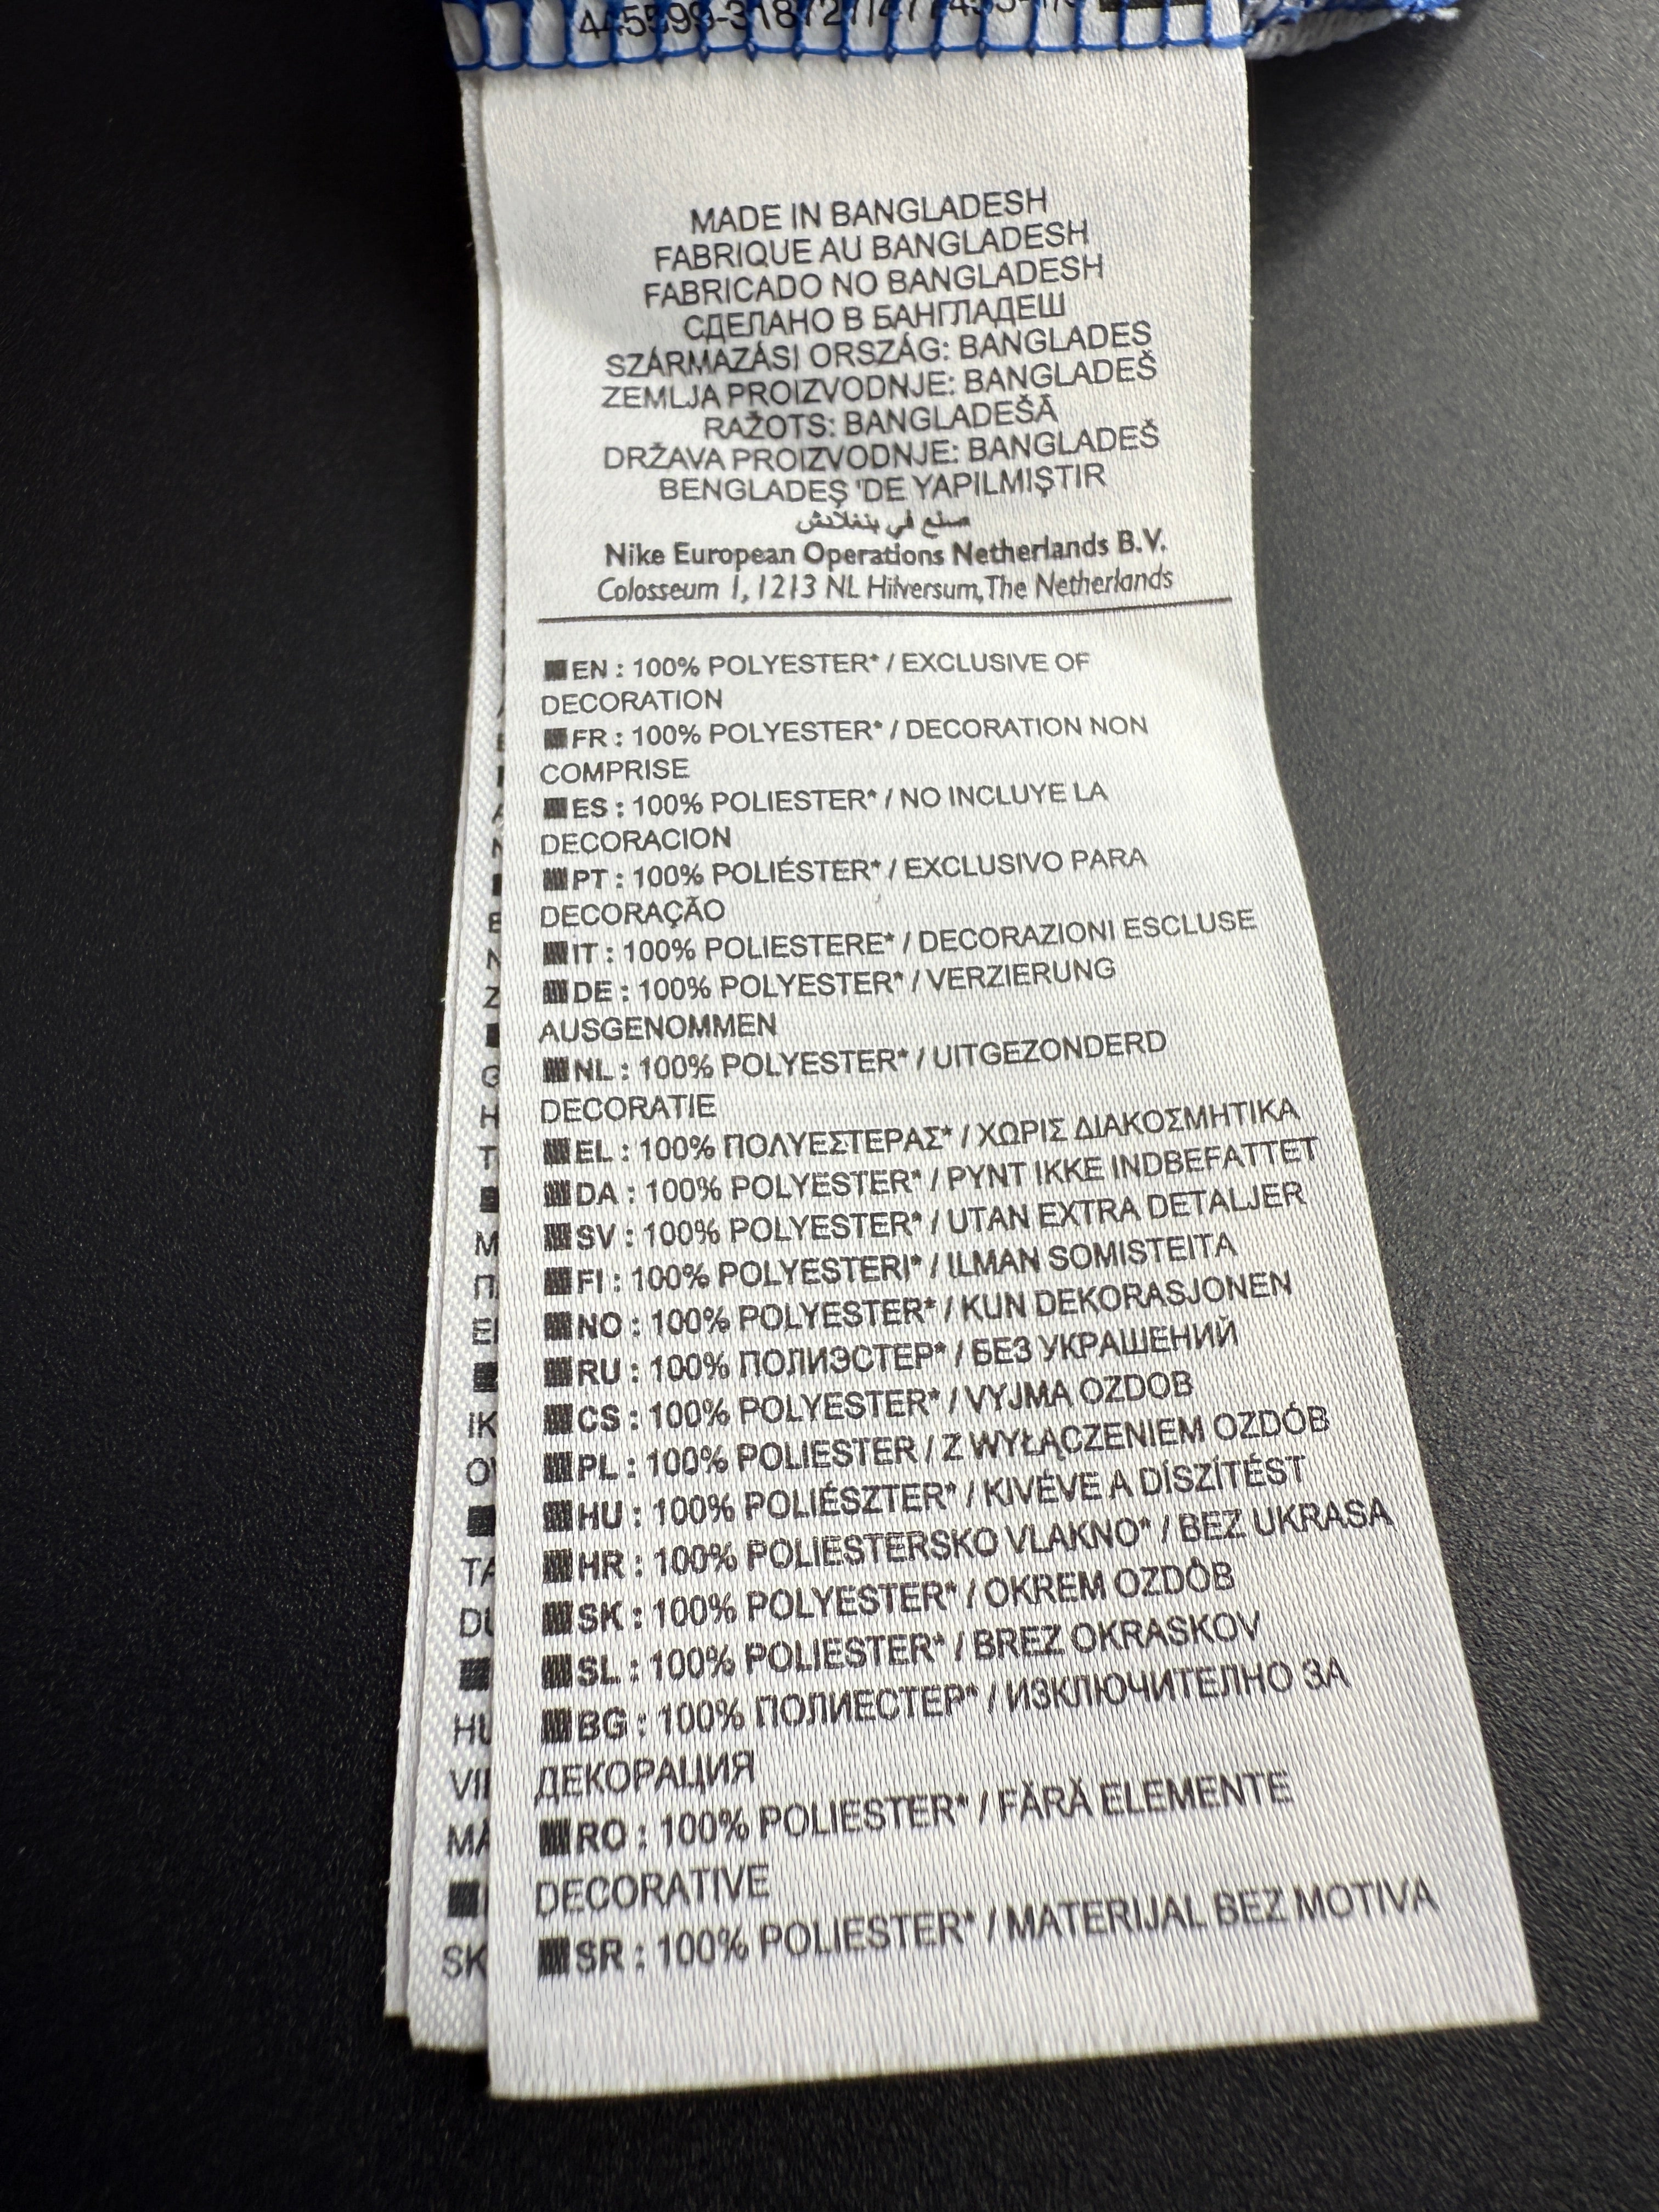 MADE IN BANGLADESH
FABRIQUE AU BANGLADESH
FABRICADO NO BANGLADESH
СДЕЛАНО В БАНГЛАДЕШ
SZÁRMAZÁSI ORSZÁG: BANGLADES
ZEMLJA PROIZVODNJE: BANGLADEŠ
RAŽOTS: BANGLADEŠĀ
DRŽAVA PROIZVODNJE: BANGLADEŠ
BENGLADEŞ 'DE YAPILMIŞTIR
صنع في بنغلادش
Nike European Operations Netherlands B.V.
Colosseum 1, 1213 NL Hilversum, The Netherlands
EN : 100% POLYESTER* / EXCLUSIVE OF
DECORATION
FR : 100% POLYESTER* / DECORATION NON
COMPRISE
ES : 100% POLIESTER* / NO INCLUYE LA
DECORACION
PT : 100% POLIÉSTER* / EXCLUSIVO PARA
DECORAÇÃO
IT : 100% POLIESTERE* / DECORAZIONI ESCLUSE
DE : 100% POLYESTER* / VERZIERUNG
AUSGENOMMEN
NL : 100% POLYESTER* / UITGEZONDERD
DECORATIE
EL : 100% ΠΟΛΥΕΣΤΕΡΑΣ* / ΧΩΡΙΣ ΔΙΑΚΟΣΜΗΤΙΚΑ
DA : 100% POLYESTER* / PYNT IKKE INDBEFATTET
SV : 100% POLYESTER* / UTAN EXTRA DETALJER
FI : 100% POLYESTERI* / ILMAN SOMISTEITA
NO : 100% POLYESTER* / KUN DEKORASJONEN
RU : 100% ПОЛИЭСТЕР* / БЕЗ УКРАШЕНИЙ
CS : 100% POLYESTER* / VYJMA OZDOB
PL : 100% POLIESTER / Z WYŁĄCZENIEM OZDÓB
HU : 100% POLIÉSZTER* / KIVÉVE A DÍSZÍTÉST
HR : 100% POLIESTERSKO VLAKNO* / BEZ UKRASA
SK : 100% POLYESTER* / OKREM OZDÔB
SL : 100% POLIESTER* / BREZ OKRASKOV
BG : 100% ПОЛИЕСТЕР* / ИЗКЛЮЧИТЕЛНО ЗА
ДЕКОРАЦИЯ
RO : 100% POLIESTER* / FĂRĂ ELEMENTE
DECORATIVE
SR : 100% POLIESTER* / MATERIJAL BEZ MOTIVA